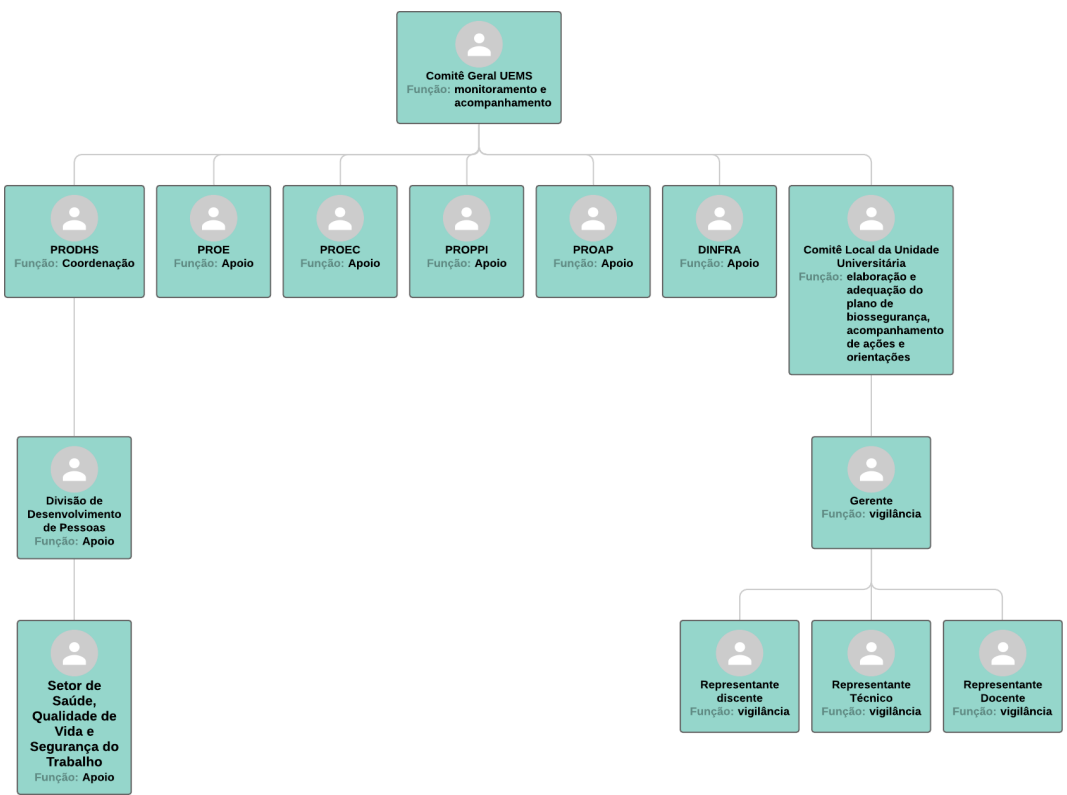 Comitê Geral UEMS
Função: monitoramento e
acompanhamento
PRODHS
Função: Coordenação
PROE
Função: Apoio
PROEC
Função: Apoio
PROPPI
Função: Apoio
PROAP
Função: Apoio
DINFRA
Função: Apoio
Comitê Local da Unidade
Universitária
Função: elaboração e
adequação do
plano de
biossegurança,
acompanhamento
de ações e
orientações
Divisão de
Desenvolvimento
de Pessoas
Função: Apoio
Gerente
Função: vigilância
Setor de
Saúde,
Qualidade de
Vida e
Segurança do
Trabalho
Função: Apoio
Representante
discente
Função: vigilância
Representante
Técnico
Função: vigilância
Representante
Docente
Função: vigilância